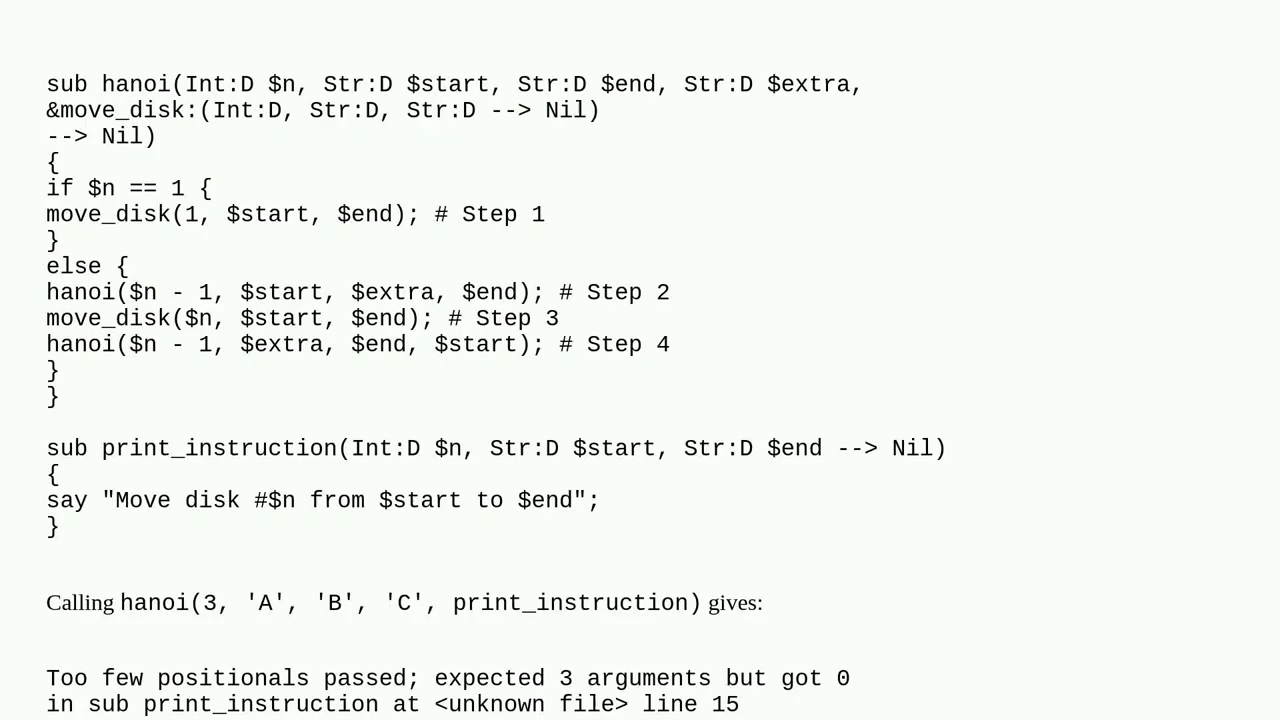 sub hanoi(Int:D $n, Str:D $start, Str:D $end, Str:D $extra,
&move_disk:(Int:D, Str:D, Str:D --> Nil)
--> Nil)
{
if $n == 1 {
move_disk(1, $start, $end); # Step 1
}
else {
hanoi($n - 1, $start, $extra, $end); # Step 2
move_disk($n, $start, $end); # Step 3
hanoi($n - 1, $extra, $end, $start); # Step 4
}
}
sub print_instruction(Int:D $n, Str:D $start, Str:D $end --> Nil)
{
say "Move disk #$n from $start to $end";
}
Calling hanoi(3, 'A', 'B', 'C', print_instruction) gives:
Too few positionals passed; expected 3 arguments but got 0
in sub print_instruction at <unknown file> line 15